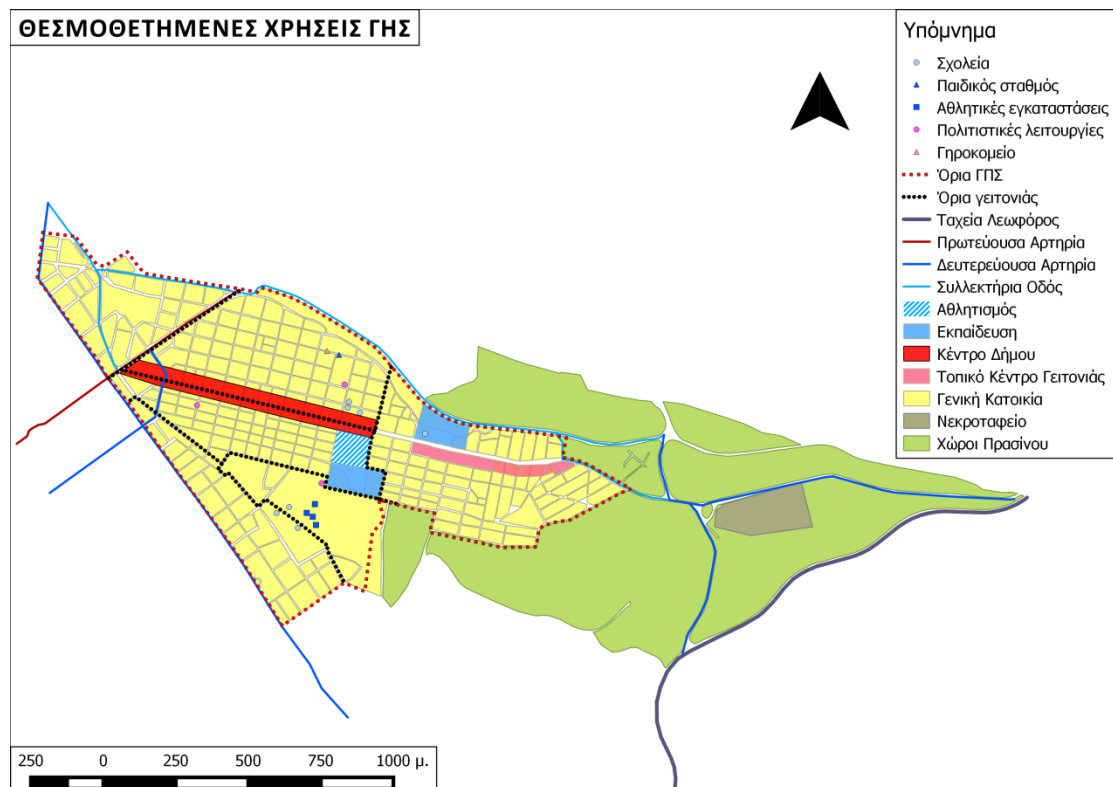 ΘΕΣΜΟΘΕΤΗΜΕΝΕΣ ΧΡΗΣΕΙΣ ΓΗΣ
Υπόμνημα
Σχολεία
Παιδικός σταθμός
Αθλητικές εγκαταστάσεις
Πολιτιστικές λειτουργίες
Γηροκομείο
Όρια ΓΠΣ
Όρια γειτονιάς
Ταχεία Λεωφόρος
Πρωτεύουσα Αρτηρία
Δευτερεύουσα Αρτηρία
Συλλεκτήρια Οδός
Αθλητισμός
Εκπαίδευση
Κέντρο Δήμου
Τοπικό Κέντρο Γειτονιάς
Γενική Κατοικία
Νεκροταφείο
Χώροι Πρασίνου
250 0 250 500 750 1000 μ.